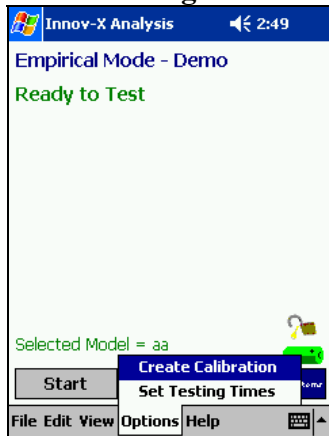 Innov-X Analysis 2:49
Empirical Mode - Demo
Ready to Test
Selected Model = aa
Create Calibration
Start
Set Testing Times
File Edit View Options Help